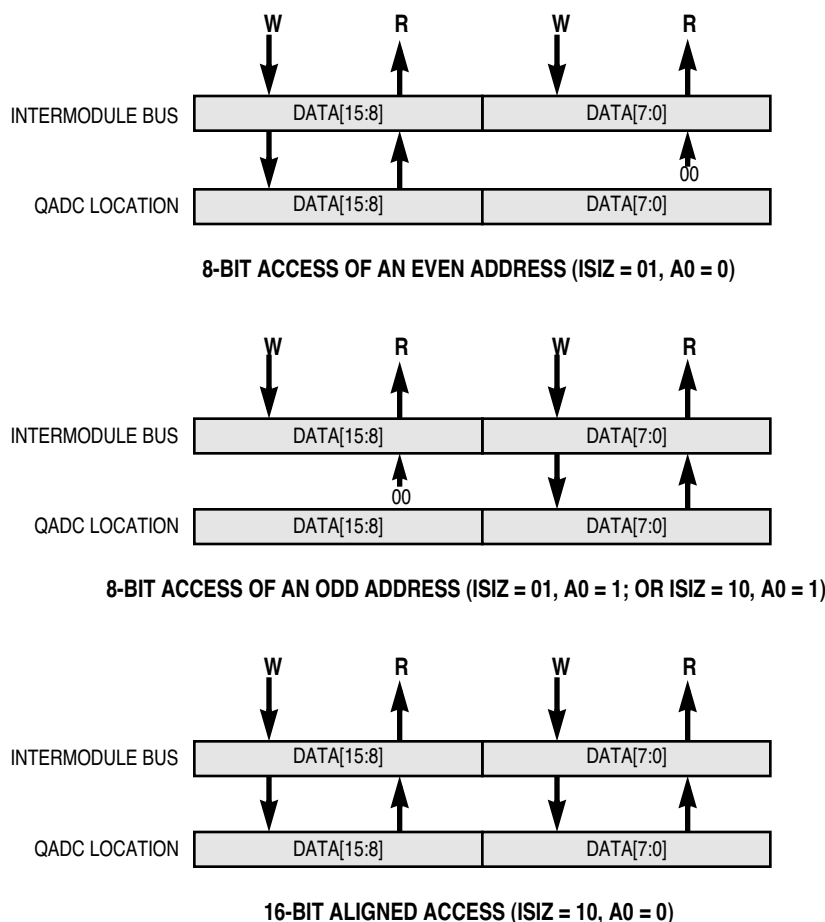 W R W R
INTERMODULE BUS DATA[15:8] DATA[7:0]
00
QADC LOCATION DATA[15:8] DATA[7:0]
8-BIT ACCESS OF AN EVEN ADDRESS (ISIZ = 01, A0 = 0)
W R W R
INTERMODULE BUS DATA[15:8] DATA[7:0]
00
QADC LOCATION DATA[15:8] DATA[7:0]
8-BIT ACCESS OF AN ODD ADDRESS (ISIZ = 01, A0 = 1; OR ISIZ = 10, A0 = 1)
W R W R
INTERMODULE BUS DATA[15:8] DATA[7:0]
QADC LOCATION DATA[15:8] DATA[7:0]
16-BIT ALIGNED ACCESS (ISIZ = 10, A0 = 0)